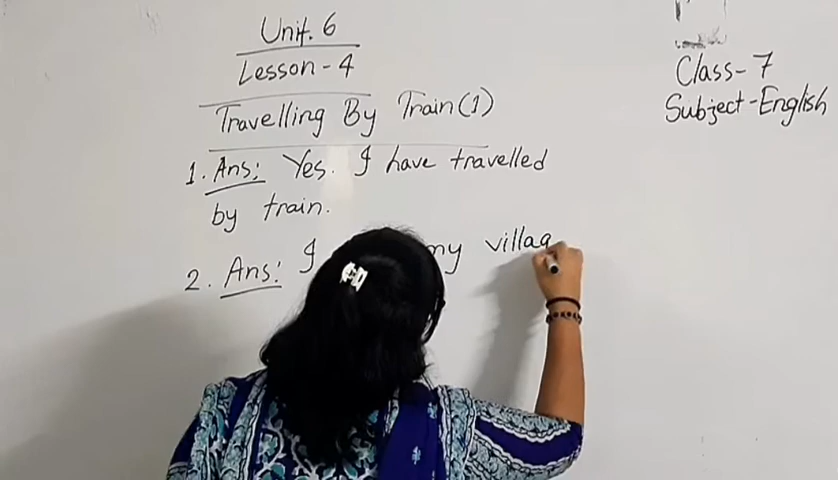 Unit. 6
Lesson - 4
Travelling By Train (1)
1. Ans: Yes. I have travelled
by train.
2. Ans: I my villag
Class - 7
Subject - English